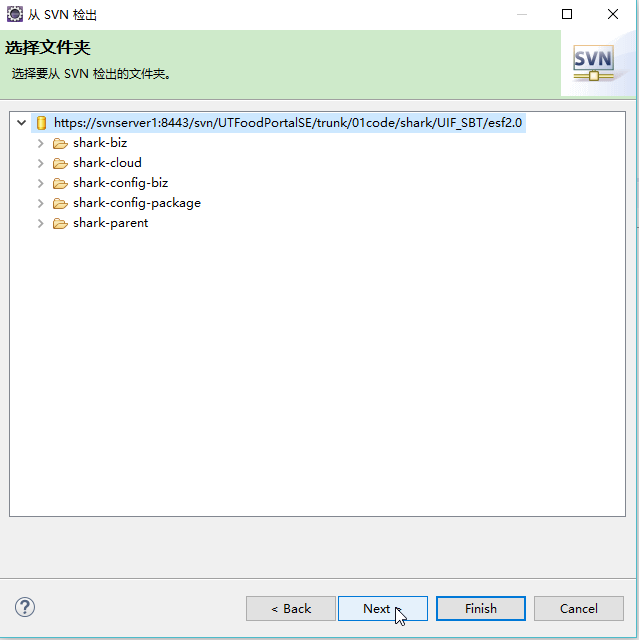 从 SVN 检出
选择文件夹
选择要从 SVN 检出的文件夹。
SVN
https://svnserver1:8443/svn/UTFoodPortalSE/trunk/01code/shark/UIF_SBT/esf2.0
shark-biz
shark-cloud
shark-config-biz
shark-config-package
shark-parent
?
< Back Next > Finish Cancel